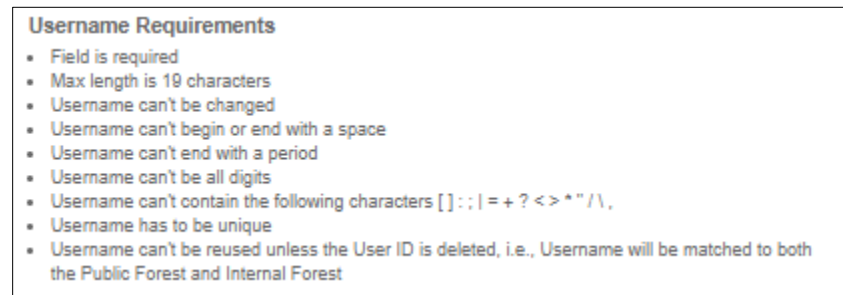 Username Requirements
• Field is required
• Max length is 19 characters
• Username can't be changed
• Username can't begin or end with a space
• Username can't end with a period
• Username can't be all digits
• Username can't contain the following characters [ ] : ; | = + ? < > * " / \ ,
• Username has to be unique
• Username can't be reused unless the User ID is deleted, i.e., Username will be matched to both
the Public Forest and Internal Forest